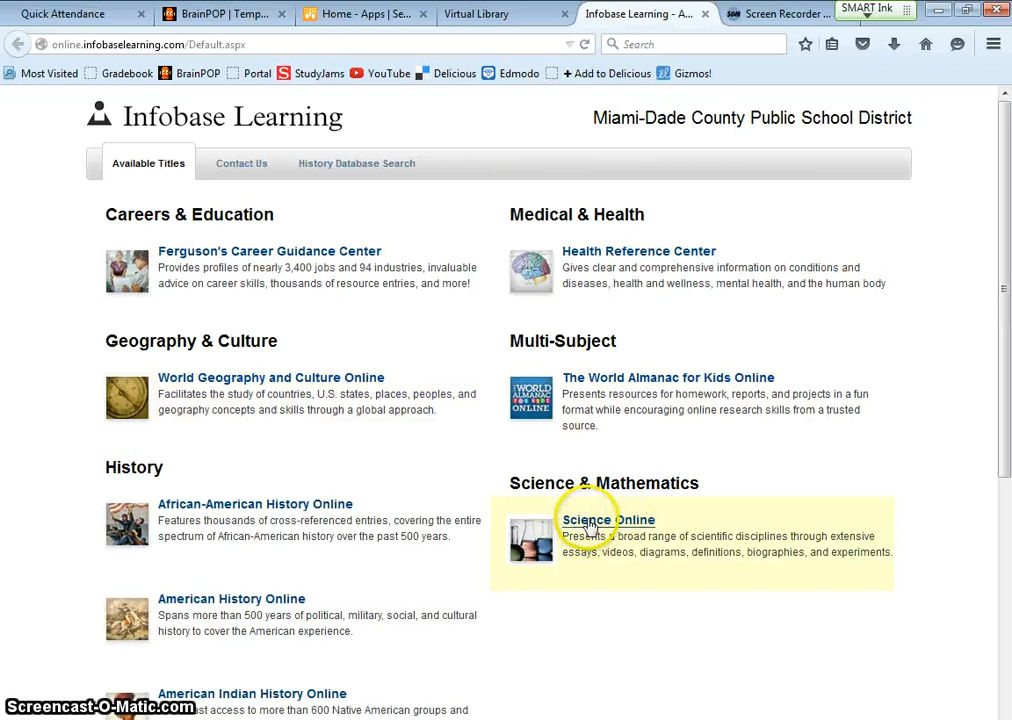 Quick Attendance
BrainPOP | Temp...
Home - Apps | Se...
Virtual Library
Infobase Learning - A...
Screen Recorder ...
SMART Ink
online.infobaselearning.com/Default.aspx
Search
Most Visited
Gradebook
BrainPOP
Portal
StudyJams
YouTube
Delicious
Edmodo
+ Add to Delicious
Gizmos!
Infobase Learning
Miami-Dade County Public School District
Available Titles
Contact Us
History Database Search
Careers & Education
Ferguson's Career Guidance Center
Provides profiles of nearly 3,400 jobs and 94 industries, invaluable
advice on career skills, thousands of resource entries, and more!
Geography & Culture
World Geography and Culture Online
Facilitates the study of countries, U.S. states, places, peoples, and
geography concepts and skills through a global approach.
History
African-American History Online
Features thousands of cross-referenced entries, covering the entire
spectrum of African-American history over the past 500 years.
American History Online
Spans more than 500 years of political, military, social, and cultural
history to cover the American experience.
American Indian History Online
ast access to more than 600 Native American groups and
Medical & Health
Health Reference Center
Gives clear and comprehensive information on conditions and
diseases, health and wellness, mental health, and the human body
Multi-Subject
THE WORLD
ALMANAC
FOR KIDS
ONLINE
The World Almanac for Kids Online
Presents resources for homework, reports, and projects in a fun
format while encouraging online research skills from a trusted
source.
Science & Mathematics
Science Online
Presents a broad range of scientific disciplines through extensive
essays, videos, diagrams, definitions, biographies, and experiments.
Screencast-O-Matic.com